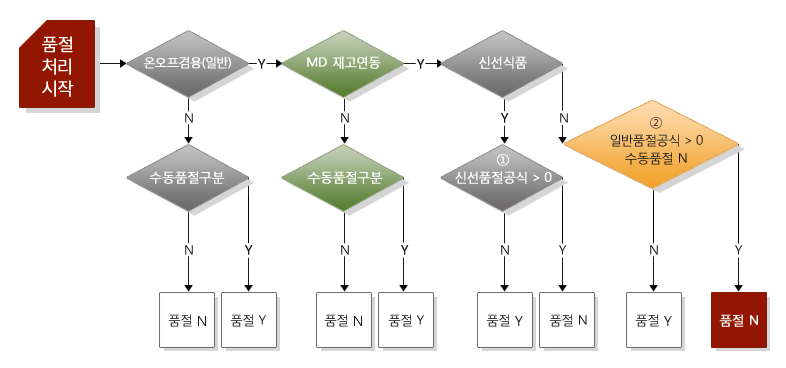 품절
처리
시작
온오프겸용(일반)
Y
MD 재고연동
Y
신선식품
N
N
Y
N
②
일반품절공식 > 0
수동품절 N
수동품절구분
수동품절구분
①
신선품절공식 > 0
N
Y
N
Y
N
Y
N
Y
품절 N
품절 Y
품절 N
품절 Y
품절 Y
품절 N
품절 Y
품절 N